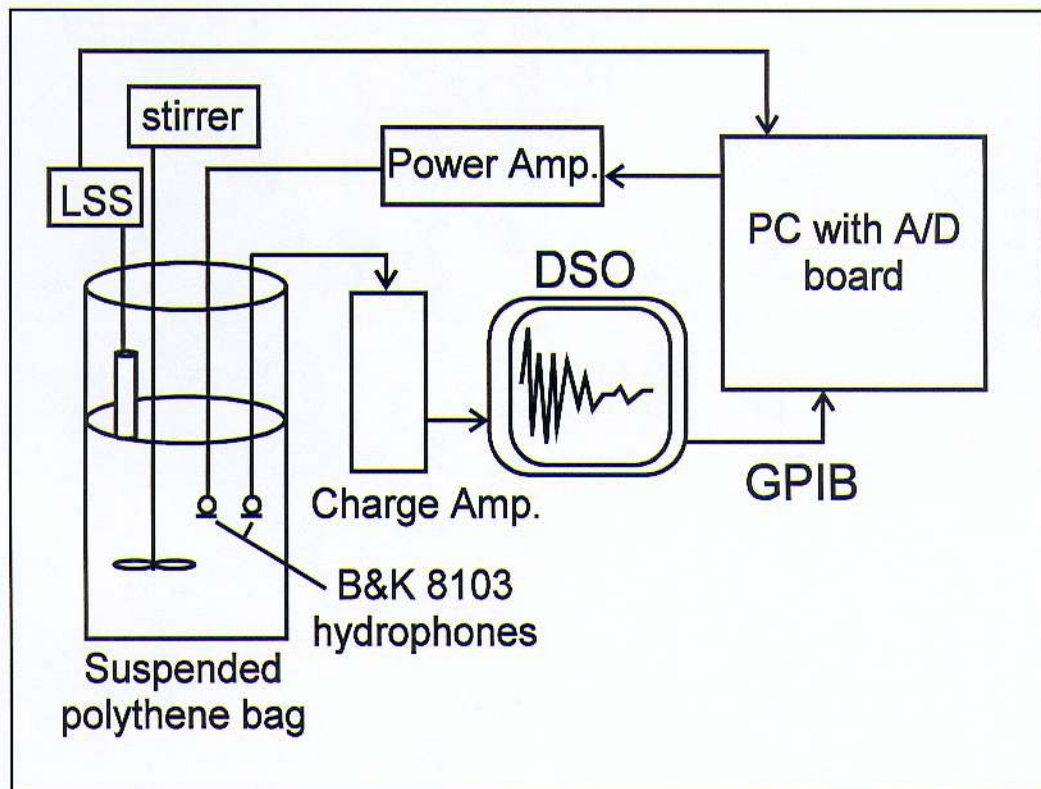 stirrer
LSS
Power Amp.
PC with A/D
board
DSO
GPIB
Charge Amp.
B&K 8103
hydrophones
Suspended
polythene bag